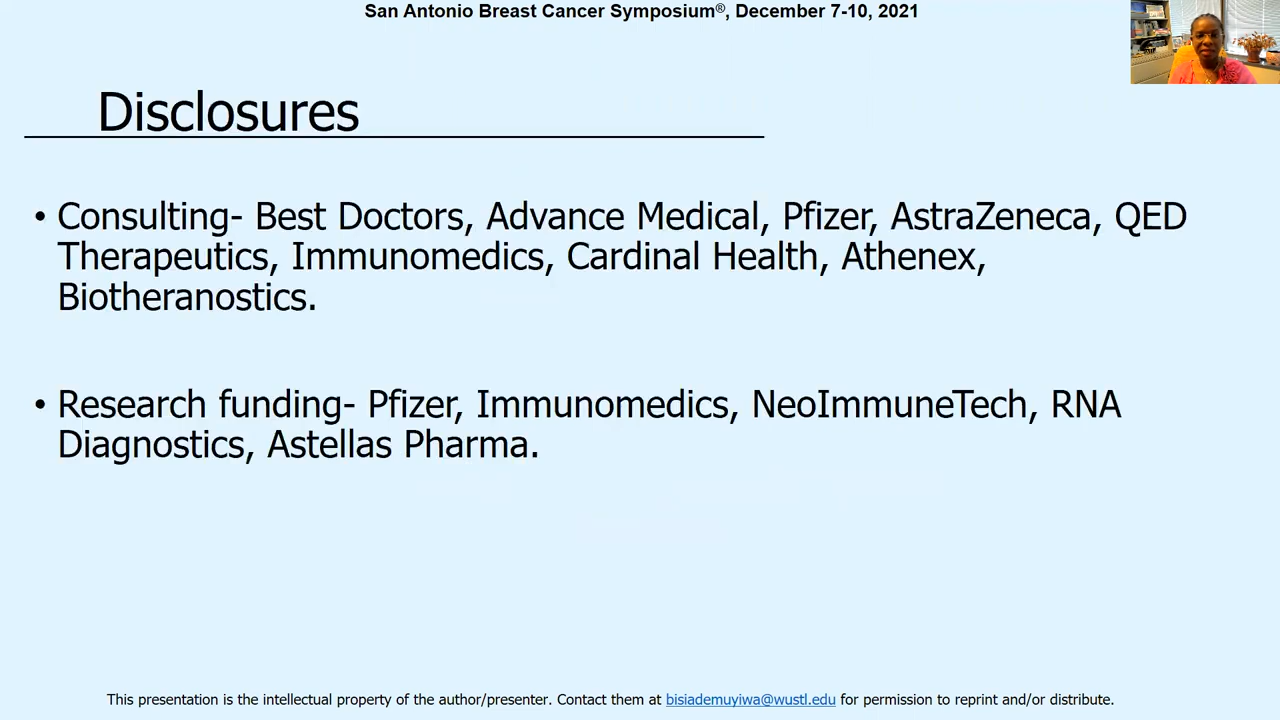 San Antonio Breast Cancer Symposium®, December 7-10, 2021
Disclosures
• Consulting- Best Doctors, Advance Medical, Pfizer, AstraZeneca, QED
Therapeutics, Immunomedics, Cardinal Health, Athenex,
Biotheranostics.
• Research funding- Pfizer, Immunomedics, NeoImmuneTech, RNA
Diagnostics, Astellas Pharma.
This presentation is the intellectual property of the author/presenter. Contact them at bisiademuyiwa@wustl.edu for permission to reprint and/or distribute.